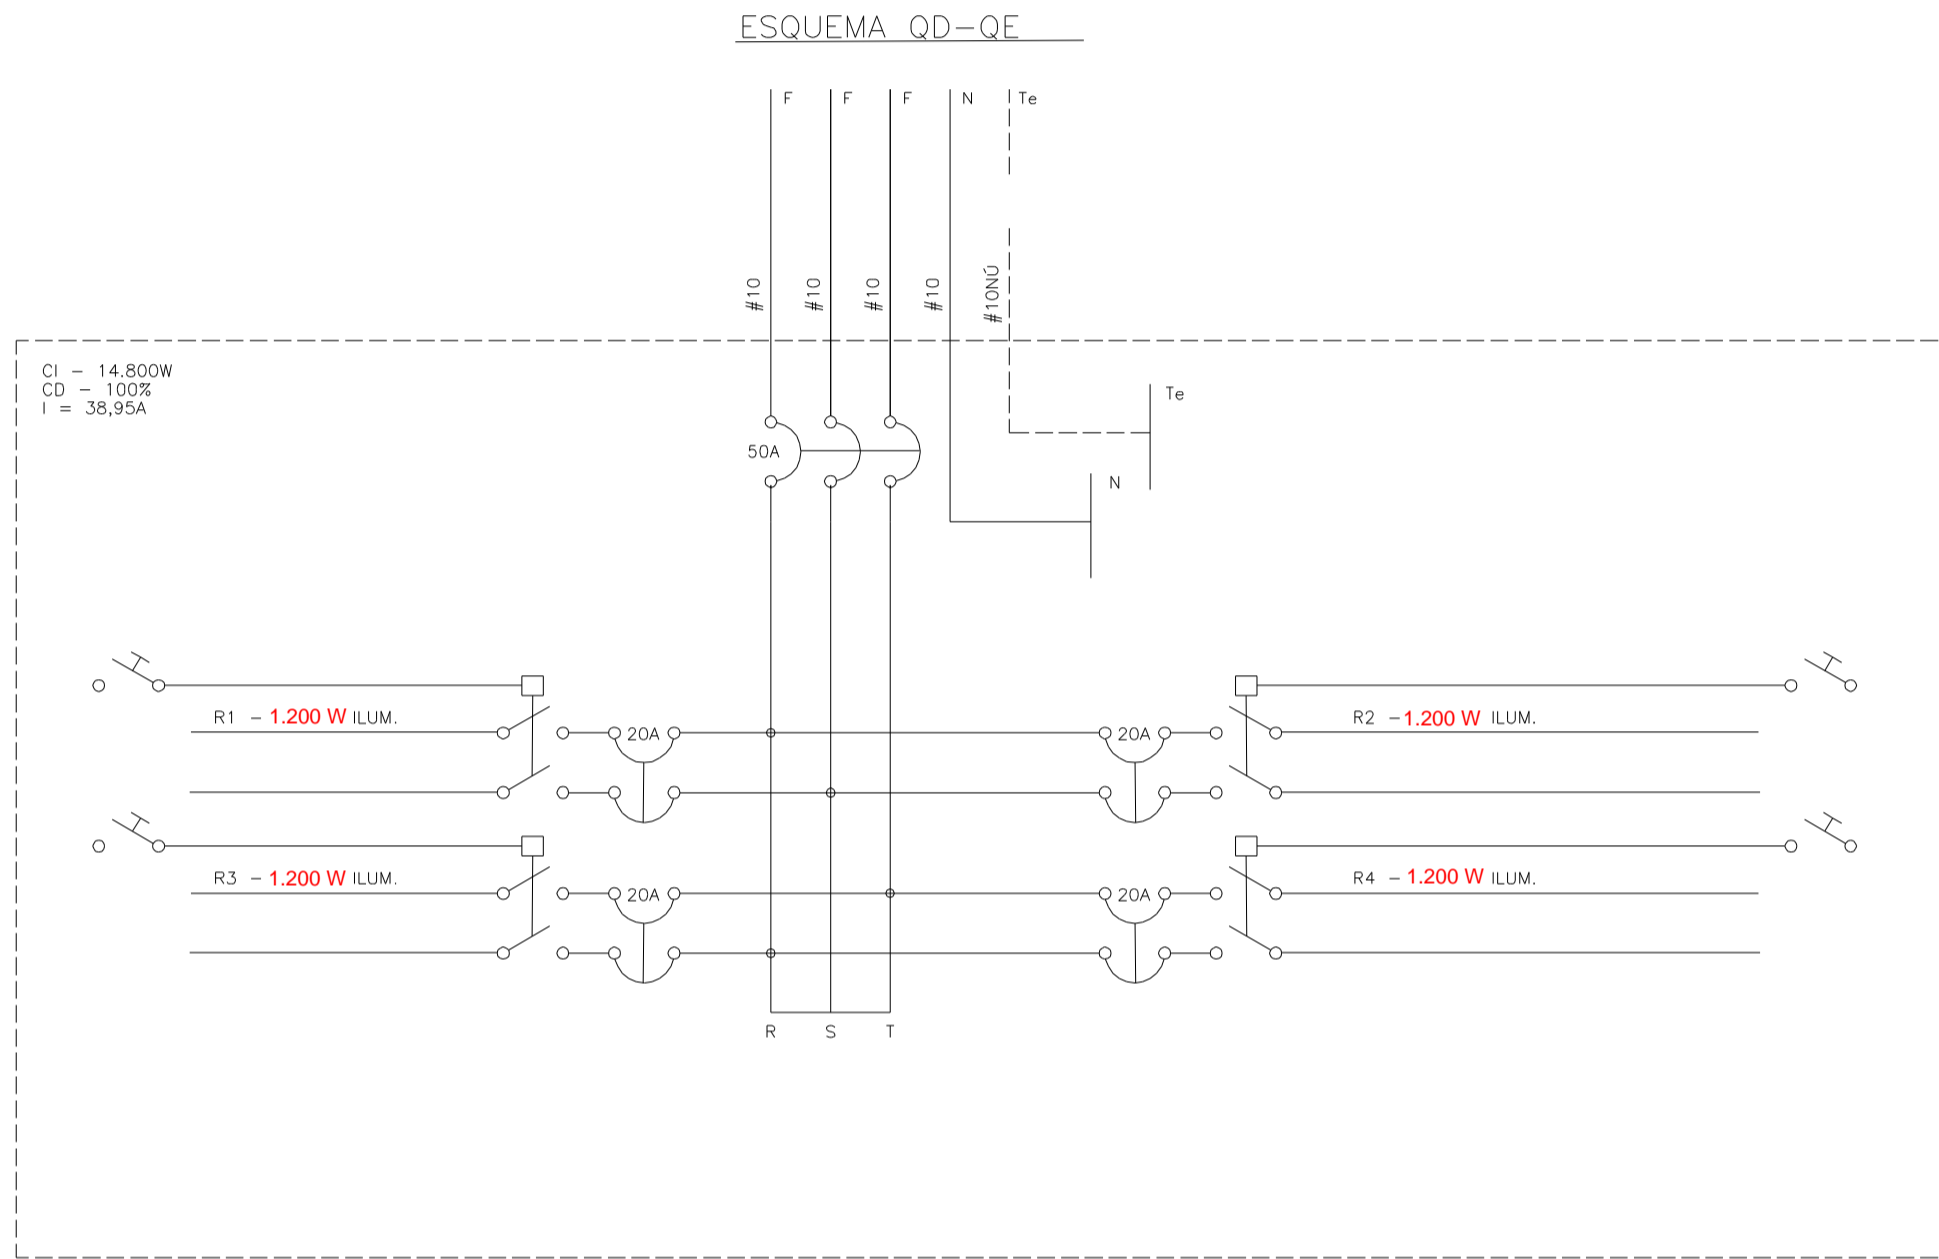 ESQUEMA QD-QE
F F F N Te
#10 #10 #10 #10 #10NÚ
CI - 14.800W
CD - 100%
I = 38,95A
Te
50A
N
R1 - 1.200 W ILUM.
R2 - 1.200 W ILUM.
20A 20A
R3 - 1.200 W ILUM.
R4 - 1.200 W ILUM.
20A 20A
R S T